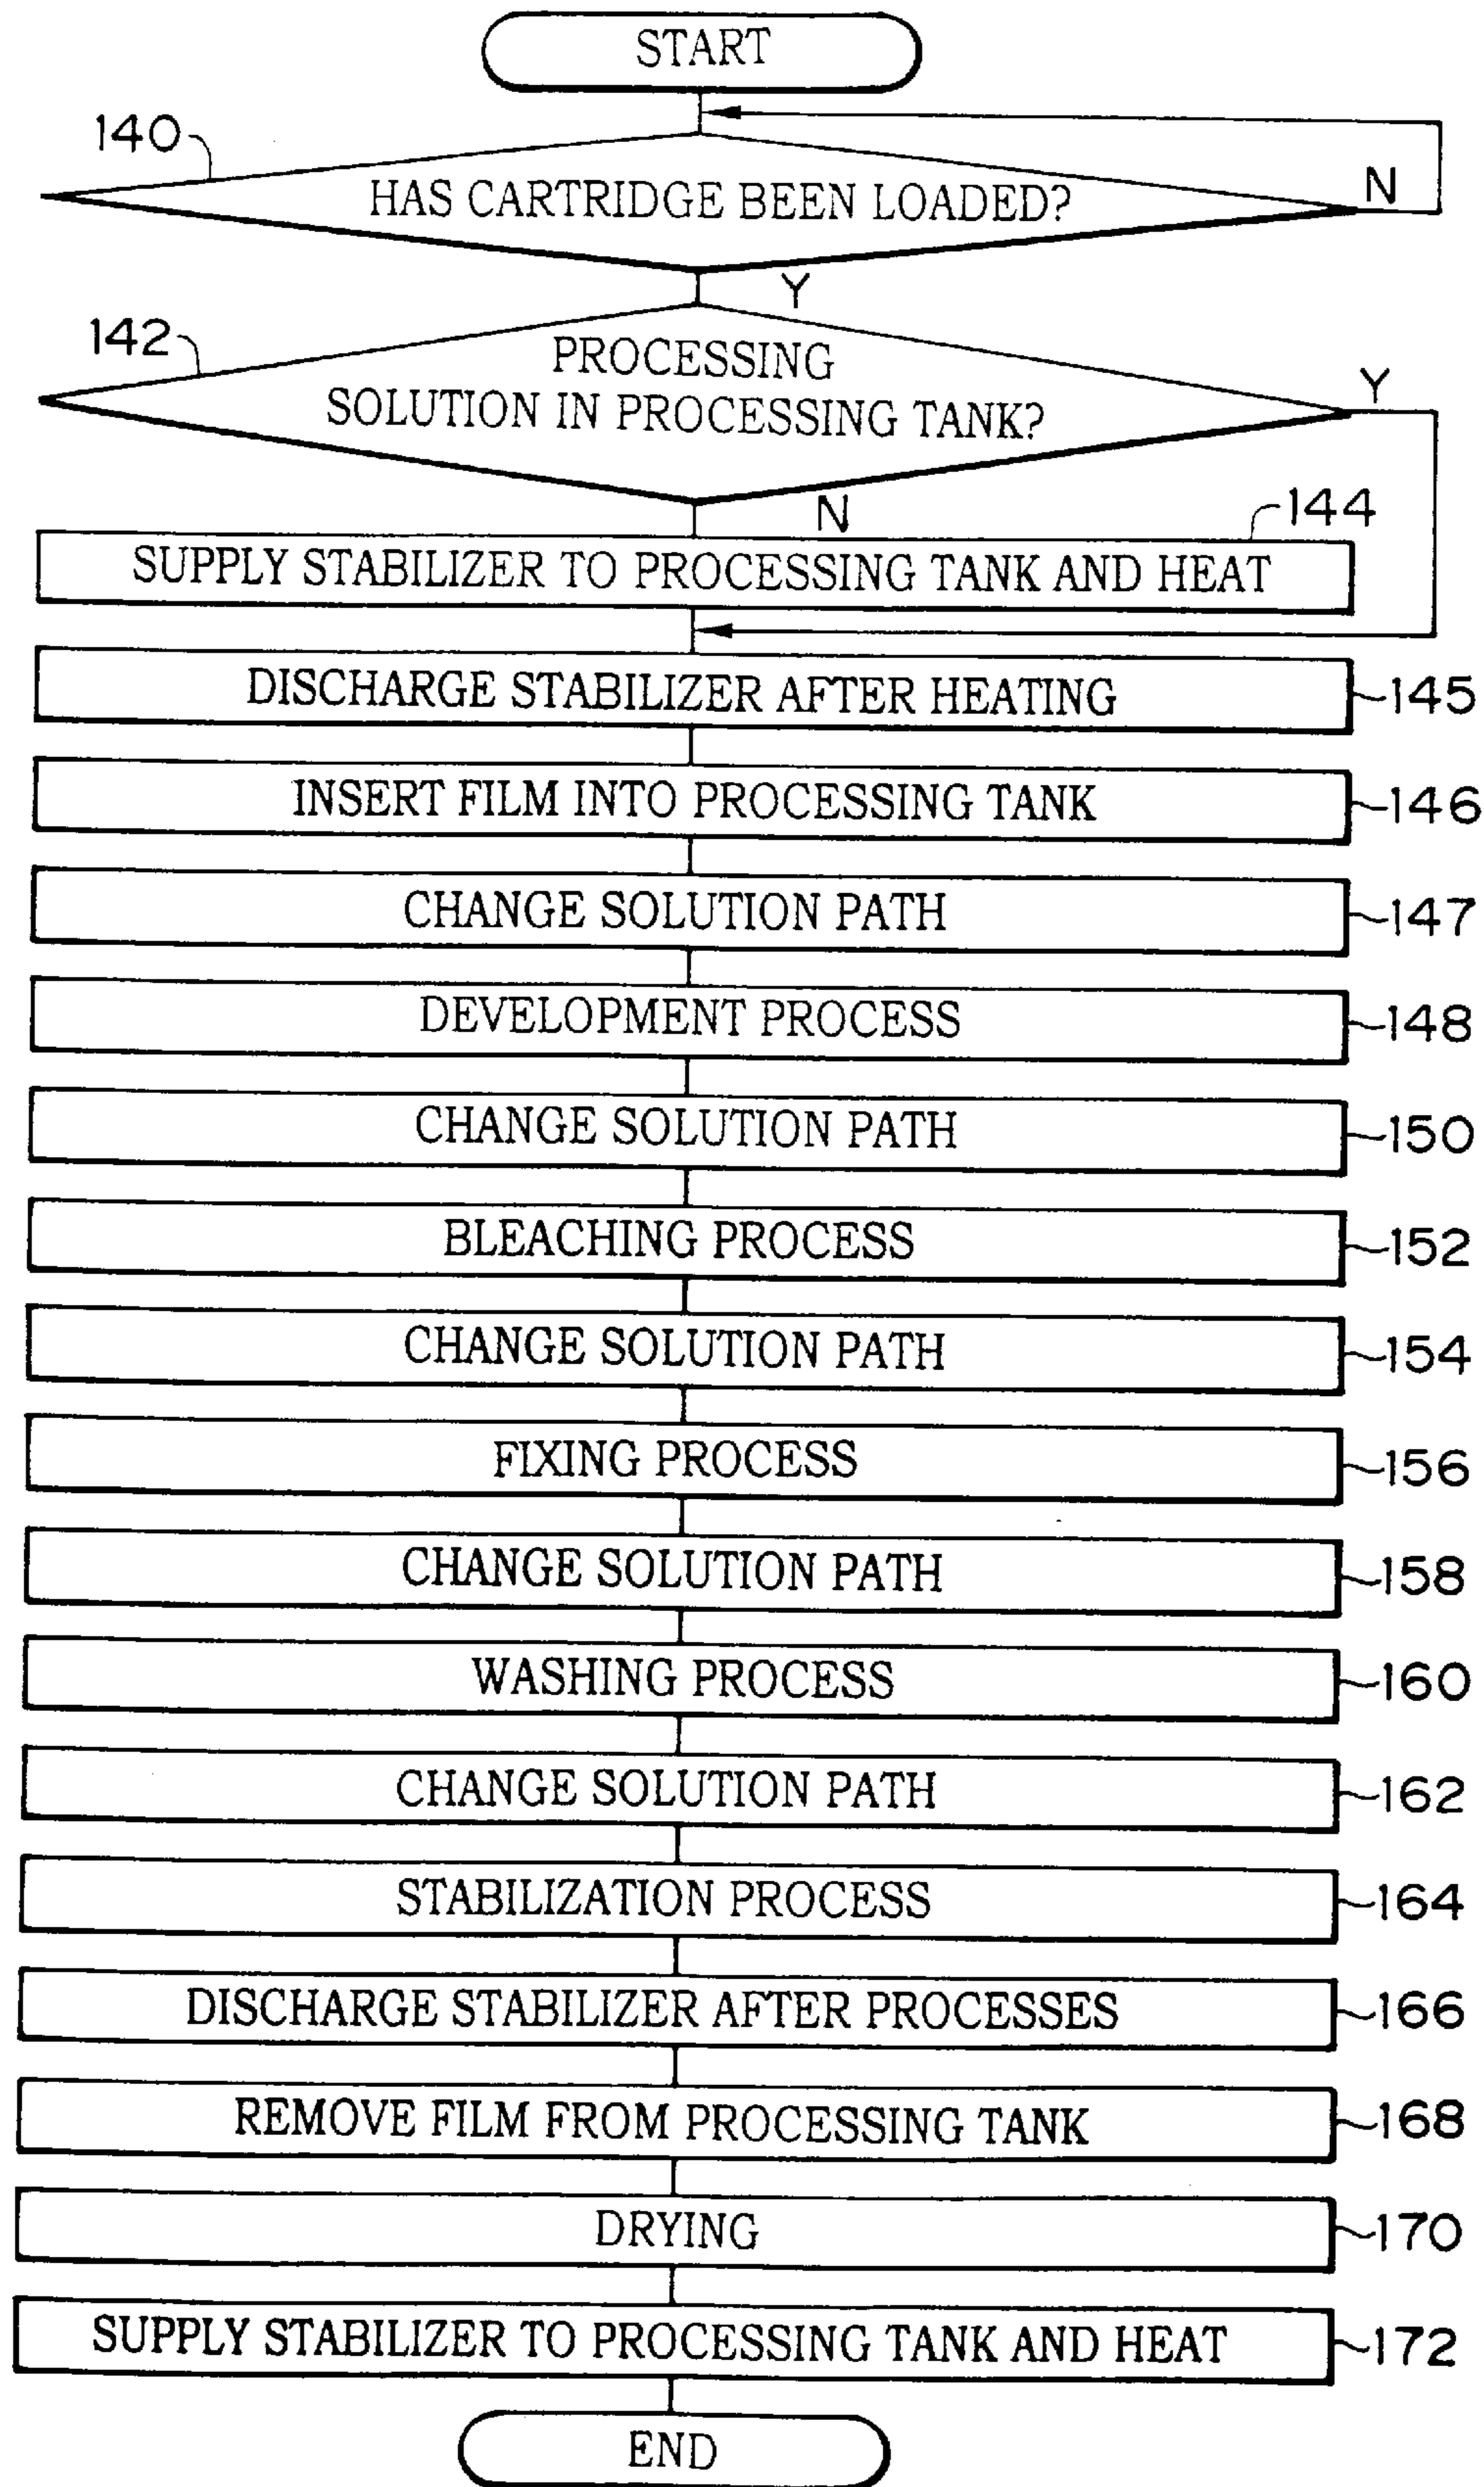 START
140
HAS CARTRIDGE BEEN LOADED?
N
Y
142
PROCESSING
SOLUTION IN PROCESSING TANK?
Y
N
144
SUPPLY STABILIZER TO PROCESSING TANK AND HEAT
DISCHARGE STABILIZER AFTER HEATING
145
INSERT FILM INTO PROCESSING TANK
146
CHANGE SOLUTION PATH
147
DEVELOPMENT PROCESS
148
CHANGE SOLUTION PATH
150
BLEACHING PROCESS
152
CHANGE SOLUTION PATH
154
FIXING PROCESS
156
CHANGE SOLUTION PATH
158
WASHING PROCESS
160
CHANGE SOLUTION PATH
162
STABILIZATION PROCESS
164
DISCHARGE STABILIZER AFTER PROCESSES
166
REMOVE FILM FROM PROCESSING TANK
168
DRYING
170
SUPPLY STABILIZER TO PROCESSING TANK AND HEAT
172
END